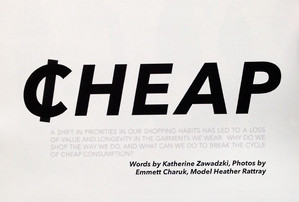 ₵HEAP
A SHIFT IN PRIORITIES IN OUR SHOPPING HABITS HAS LED TO A LOSS
OF VALUE AND LONGEVITY IN THE GARMENTS WE WEAR. WHY DO WE
SHOP THE WAY WE DO, AND WHAT CAN WE DO TO BREAK THE CYCLE
OF CHEAP CONSUMPTION?
Words by Katherine Zawadzki, Photos by
Emmett Charuk, Model Heather Rattray